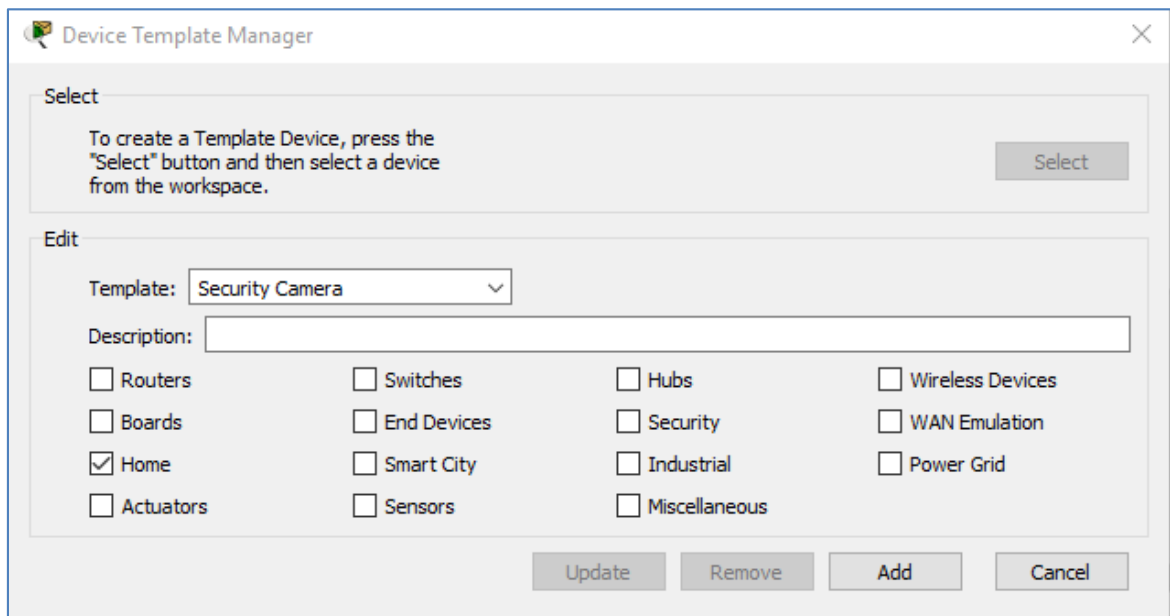 Device Template Manager
Select
To create a Template Device, press the
"Select" button and then select a device
from the workspace.
Select
Edit
Template: Security Camera
Description:
Routers Switches Hubs Wireless Devices
Boards End Devices Security WAN Emulation
Home Smart City Industrial Power Grid
Actuators Sensors Miscellaneous
Update Remove Add Cancel